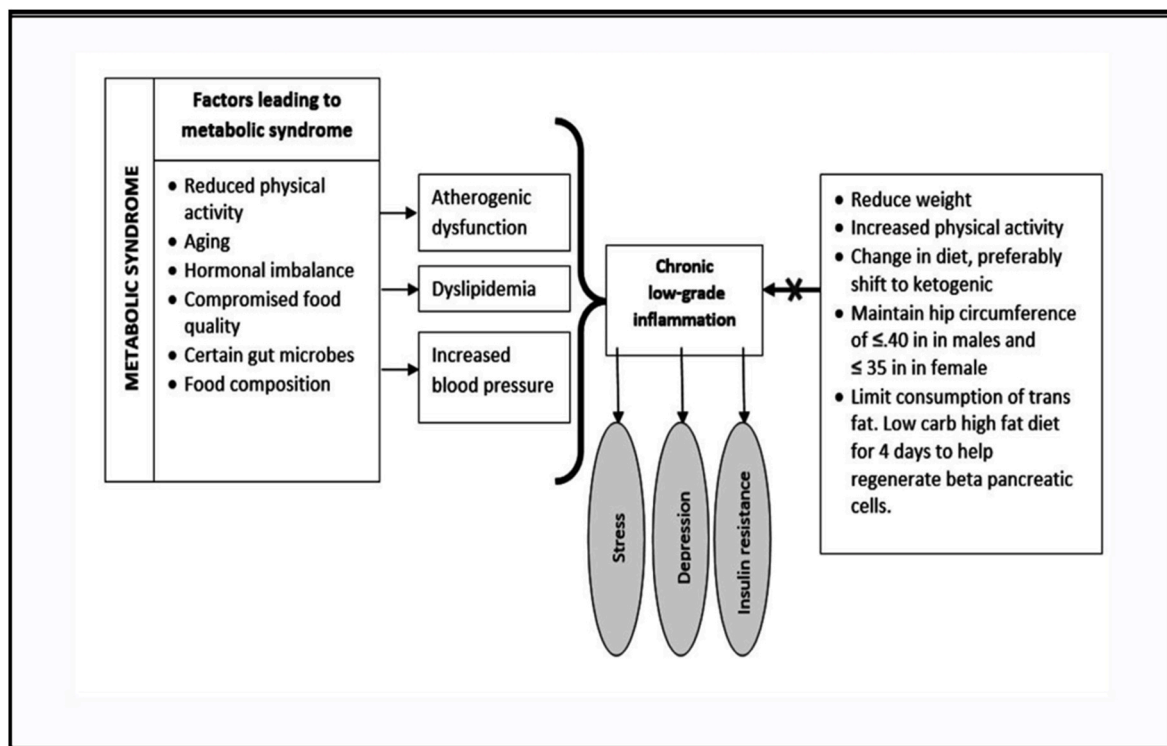 METABOLIC SYNDROME
Factors leading to
metabolic syndrome
• Reduced physical
activity
• Aging
• Hormonal imbalance
• Compromised food
quality
• Certain gut microbes
• Food composition
Atherogenic
dysfunction
Dyslipidemia
Increased
blood pressure
Chronic
low-grade
inflammation
Stress
Depression
Insulin resistance
• Reduce weight
• Increased physical activity
• Change in diet, preferably
shift to ketogenic
• Maintain hip circumference
of ≤.40 in in males and
≤ 35 in in female
• Limit consumption of trans
fat. Low carb high fat diet
for 4 days to help
regenerate beta pancreatic
cells.